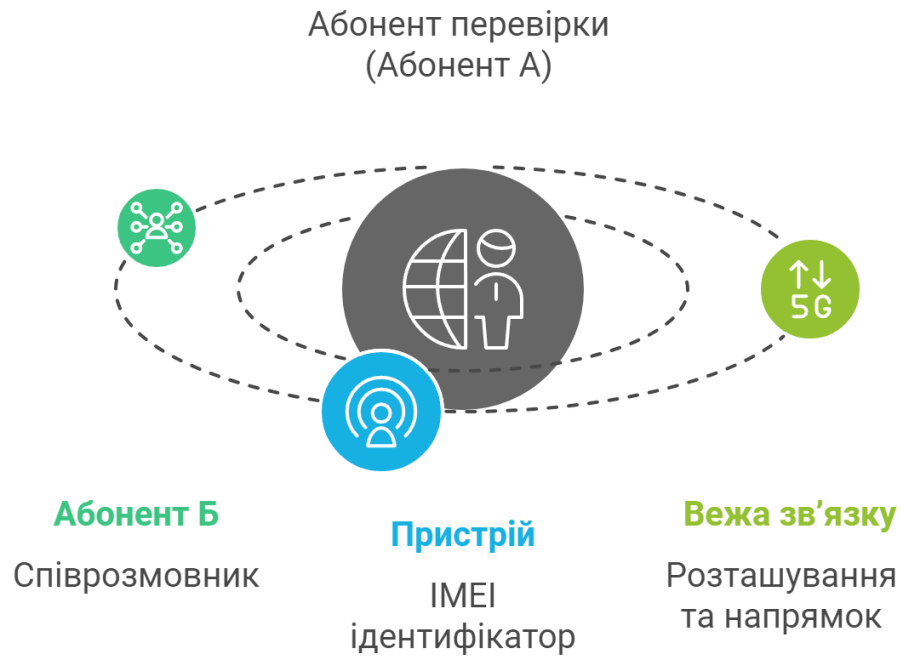 Абонент перевірки
(Абонент А)
5G
Абонент Б
Співрозмовник
Пристрій
IMEI
ідентифікатор
Вежа зв’язку
Розташування
та напрямок